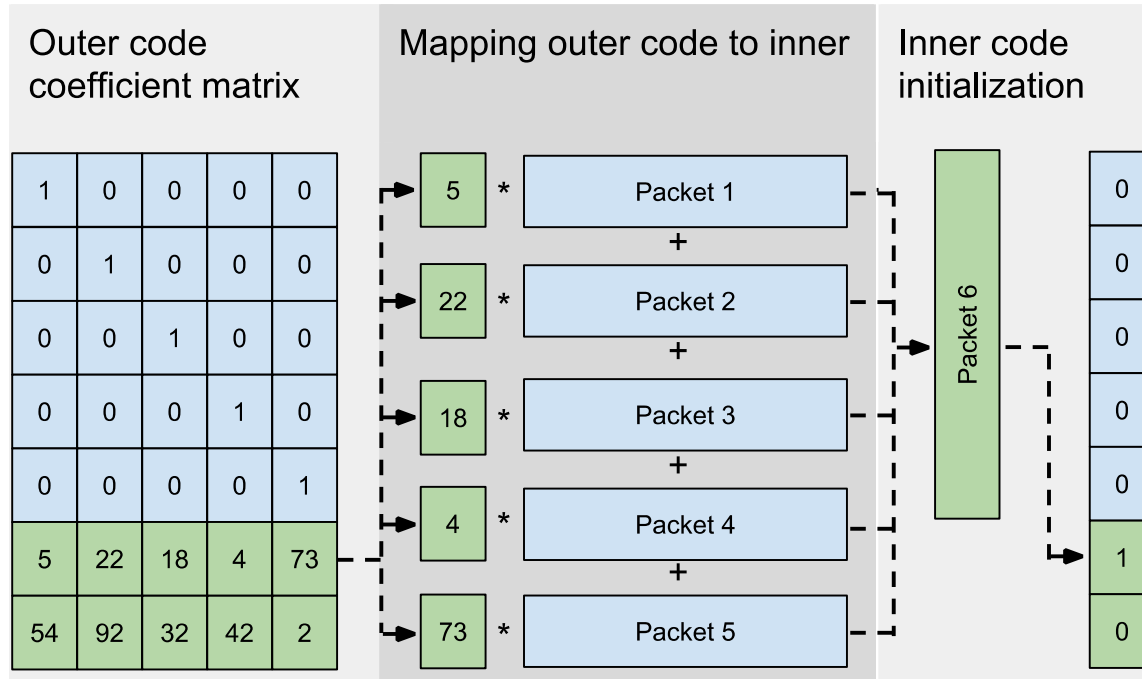 Outer code
coefficient matrix
Mapping outer code to inner
Inner code
initialization
1 0 0 0 0
0 1 0 0 0
0 0 1 0 0
0 0 0 1 0
0 0 0 0 1
5 22 18 4 73
54 92 32 42 2
5 * Packet 1
+
22 * Packet 2
+
18 * Packet 3
+
4 * Packet 4
+
73 * Packet 5
Packet 6
0
0
0
0
0
1
0